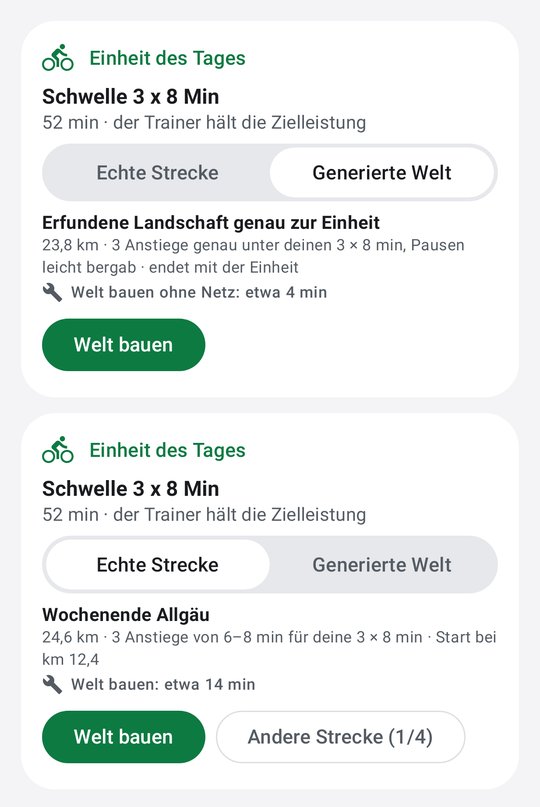 Einheit des Tages
Schwelle 3 x 8 Min
52 min · der Trainer hält die Zielleistung
Echte Strecke
Generierte Welt
Erfundene Landschaft genau zur Einheit
23,8 km · 3 Anstiege genau unter deinen 3 × 8 min, Pausen
leicht bergab · endet mit der Einheit
Welt bauen ohne Netz: etwa 4 min
Welt bauen
Einheit des Tages
Schwelle 3 x 8 Min
52 min · der Trainer hält die Zielleistung
Echte Strecke
Generierte Welt
Wochenende Allgäu
24,6 km · 3 Anstiege von 6–8 min für deine 3 × 8 min · Start bei
km 12,4
Welt bauen: etwa 14 min
Welt bauen
Andere Strecke (1/4)